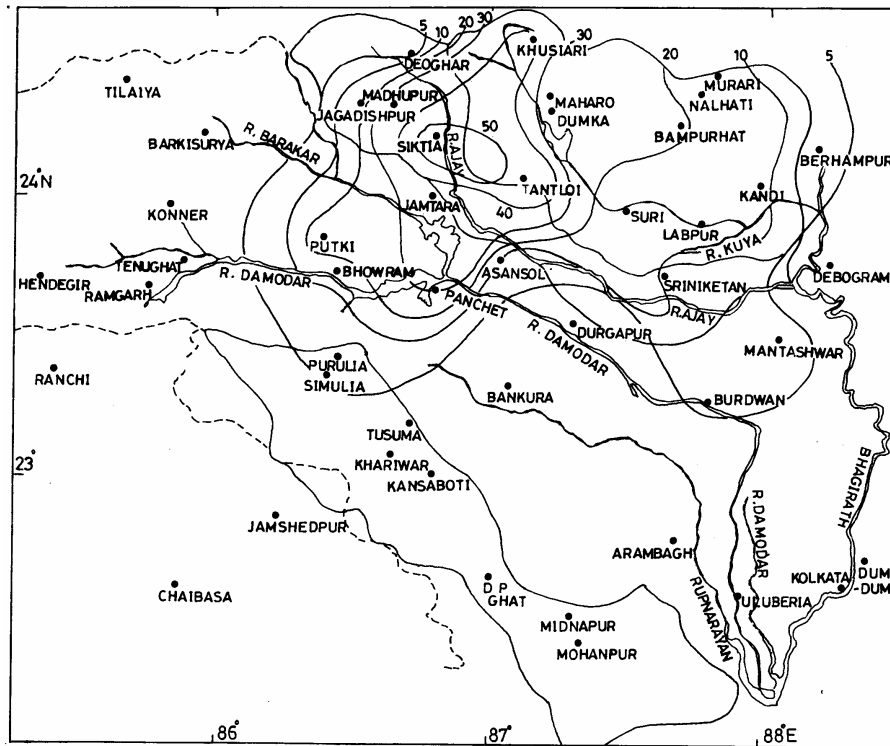 5
10
20
30
KHUSIARI
30
20
10
5
DEOGHAR
MURARI
NALHATI
TILAIYA
MADHUPUR
JAGADISHPUR
MAHARO
DUMKA
BAMPURHAT
BARKISURYA
R. BARAKAR
SIKTIA
R.AJAY
50
BERHAMPUR
24°N
TANTLOI
40
KANDI
KONNER
JAMTARA
SURI
LABPUR
R. KUYA
PUTKI
TENUGHAT
HENDEGIR
RAMGARH
R. DAMODAR
BHOWRAM
ASANSOL
PANCHET
SRINIKETAN
DEBOGRAM
R.AJAY
R. DAMODAR
DURGAPUR
MANTASHWAR
RANCHI
PURULIA
SIMULIA
BANKURA
BURDWAN
TUSUMA
KHARIWAR
KANSABOTI
23°
BHAGIRATH
JAMSHEDPUR
ARAMBAGH
R.DAMODAR
RUPNARAYAN
CHAIBASA
D P
GHAT
KOLKATA
DUM
-DUM
ULUBERIA
MIDNAPUR
MOHANPUR
86°
87°
88°E